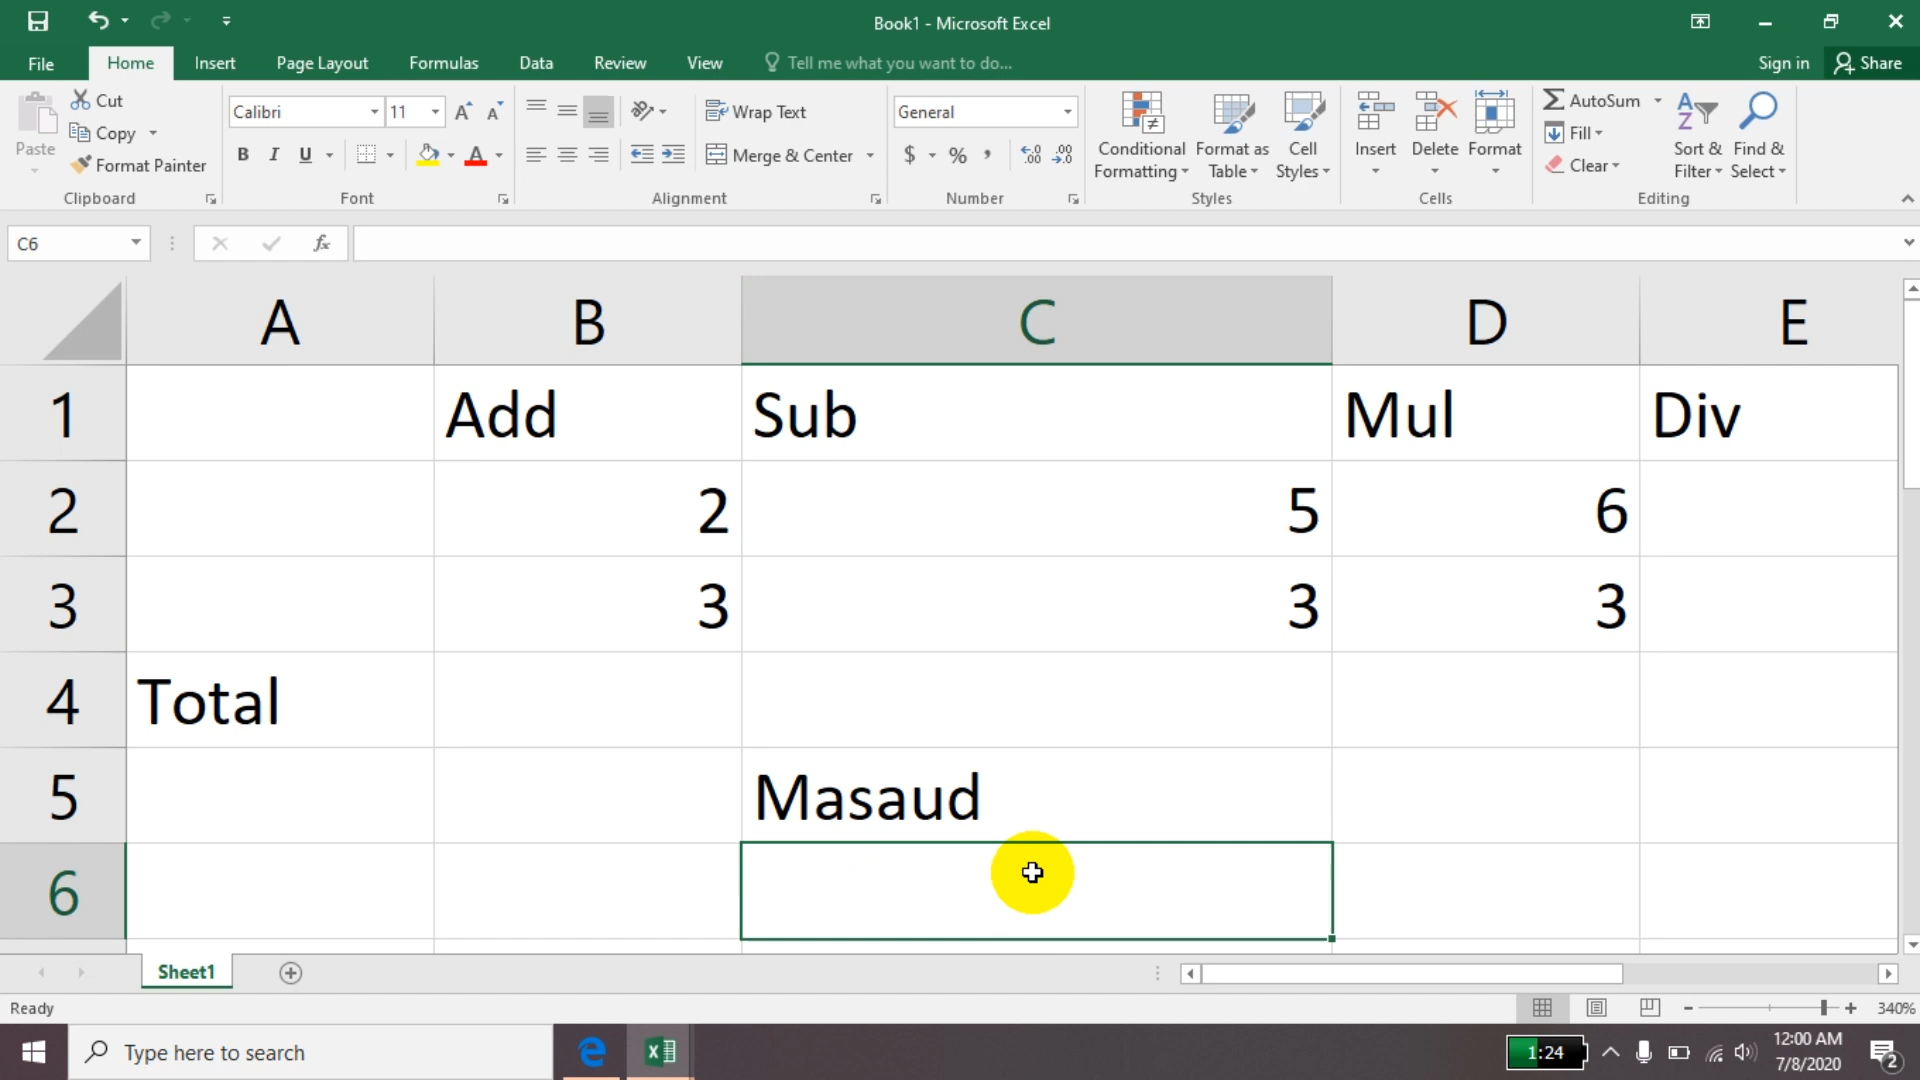 Book1 - Microsoft Excel
File Home Insert Page Layout Formulas Data Review View Tell me what you want to do... Sign in Share
Paste
Cut
Copy
Format Painter
Clipboard
Calibri 11
B I U A
Font
Wrap Text
Merge & Center
Alignment
General
$ % ,
Number
Conditional Formatting
Format as Table
Cell Styles
Styles
Insert
Delete
Format
Cells
AutoSum
Fill
Clear
Sort & Filter
Find & Select
Editing
C6 fx
A B C D E
1 Add Sub Mul Div
2 2 5 6
3 3 3 3
4 Total
5 Masaud
6
Sheet1
Ready 340%
Type here to search
1:24
12:00 AM
7/8/2020
2